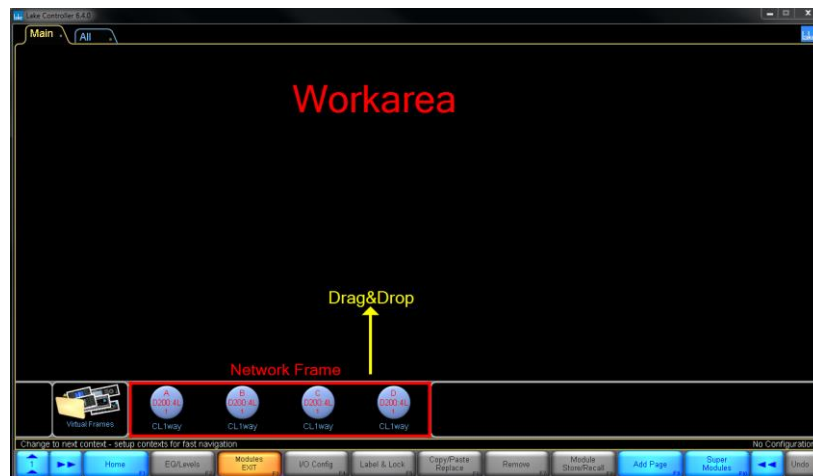 Lake Controller 6.4.0
Main All
Workarea
Drag&Drop
Network Frame
A B C D
D200:4L D200:4L D200:4L D200:4L
1 1 1 1
Virtual Frames CL1way CL1way CL1way CL1way
Change to next context - setup contexts for fast navigation No Configuration
1 Home EQ/Levels Modules EXIT I/O Config Label & Lock Copy/Paste Replace Remove Module Store/Recall Add Page Super Modules Undo